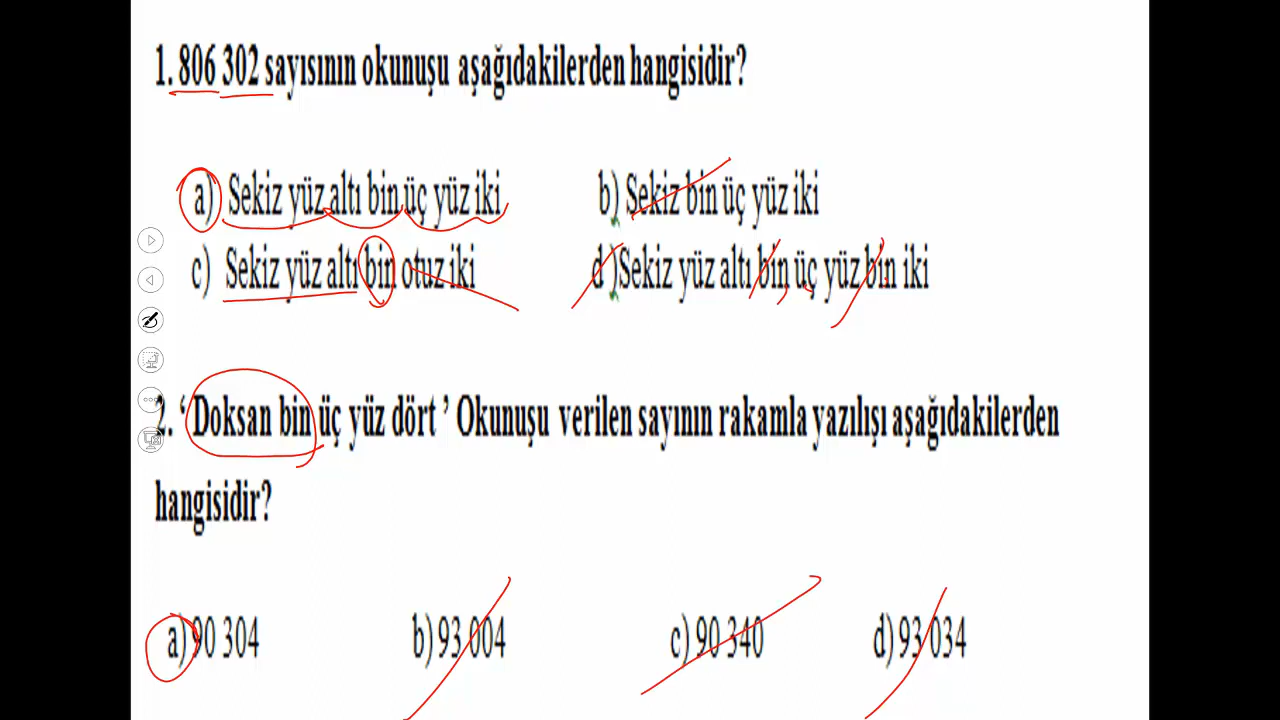 1. 806 302 sayısının okunuşu aşağıdakilerden hangisidir?
a) Sekiz yüz altı bin üç yüz iki b) Sekiz bin üç yüz iki
c) Sekiz yüz altı bin otuz iki d )Sekiz yüz altı bin üç yüz bin iki
2. ‘ Doksan bin üç yüz dört ’ Okunuşu verilen sayının rakamla yazılışı aşağıdakilerden
hangisidir?
a) 90 304 b) 93 004 c) 90 340 d) 93 034